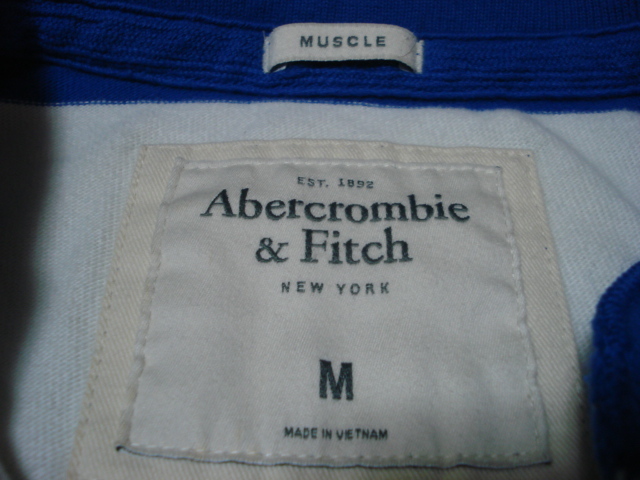 MUSCLE
EST. 1892
Abercrombie
& Fitch
NEW YORK
M
MADE IN VIETNAM